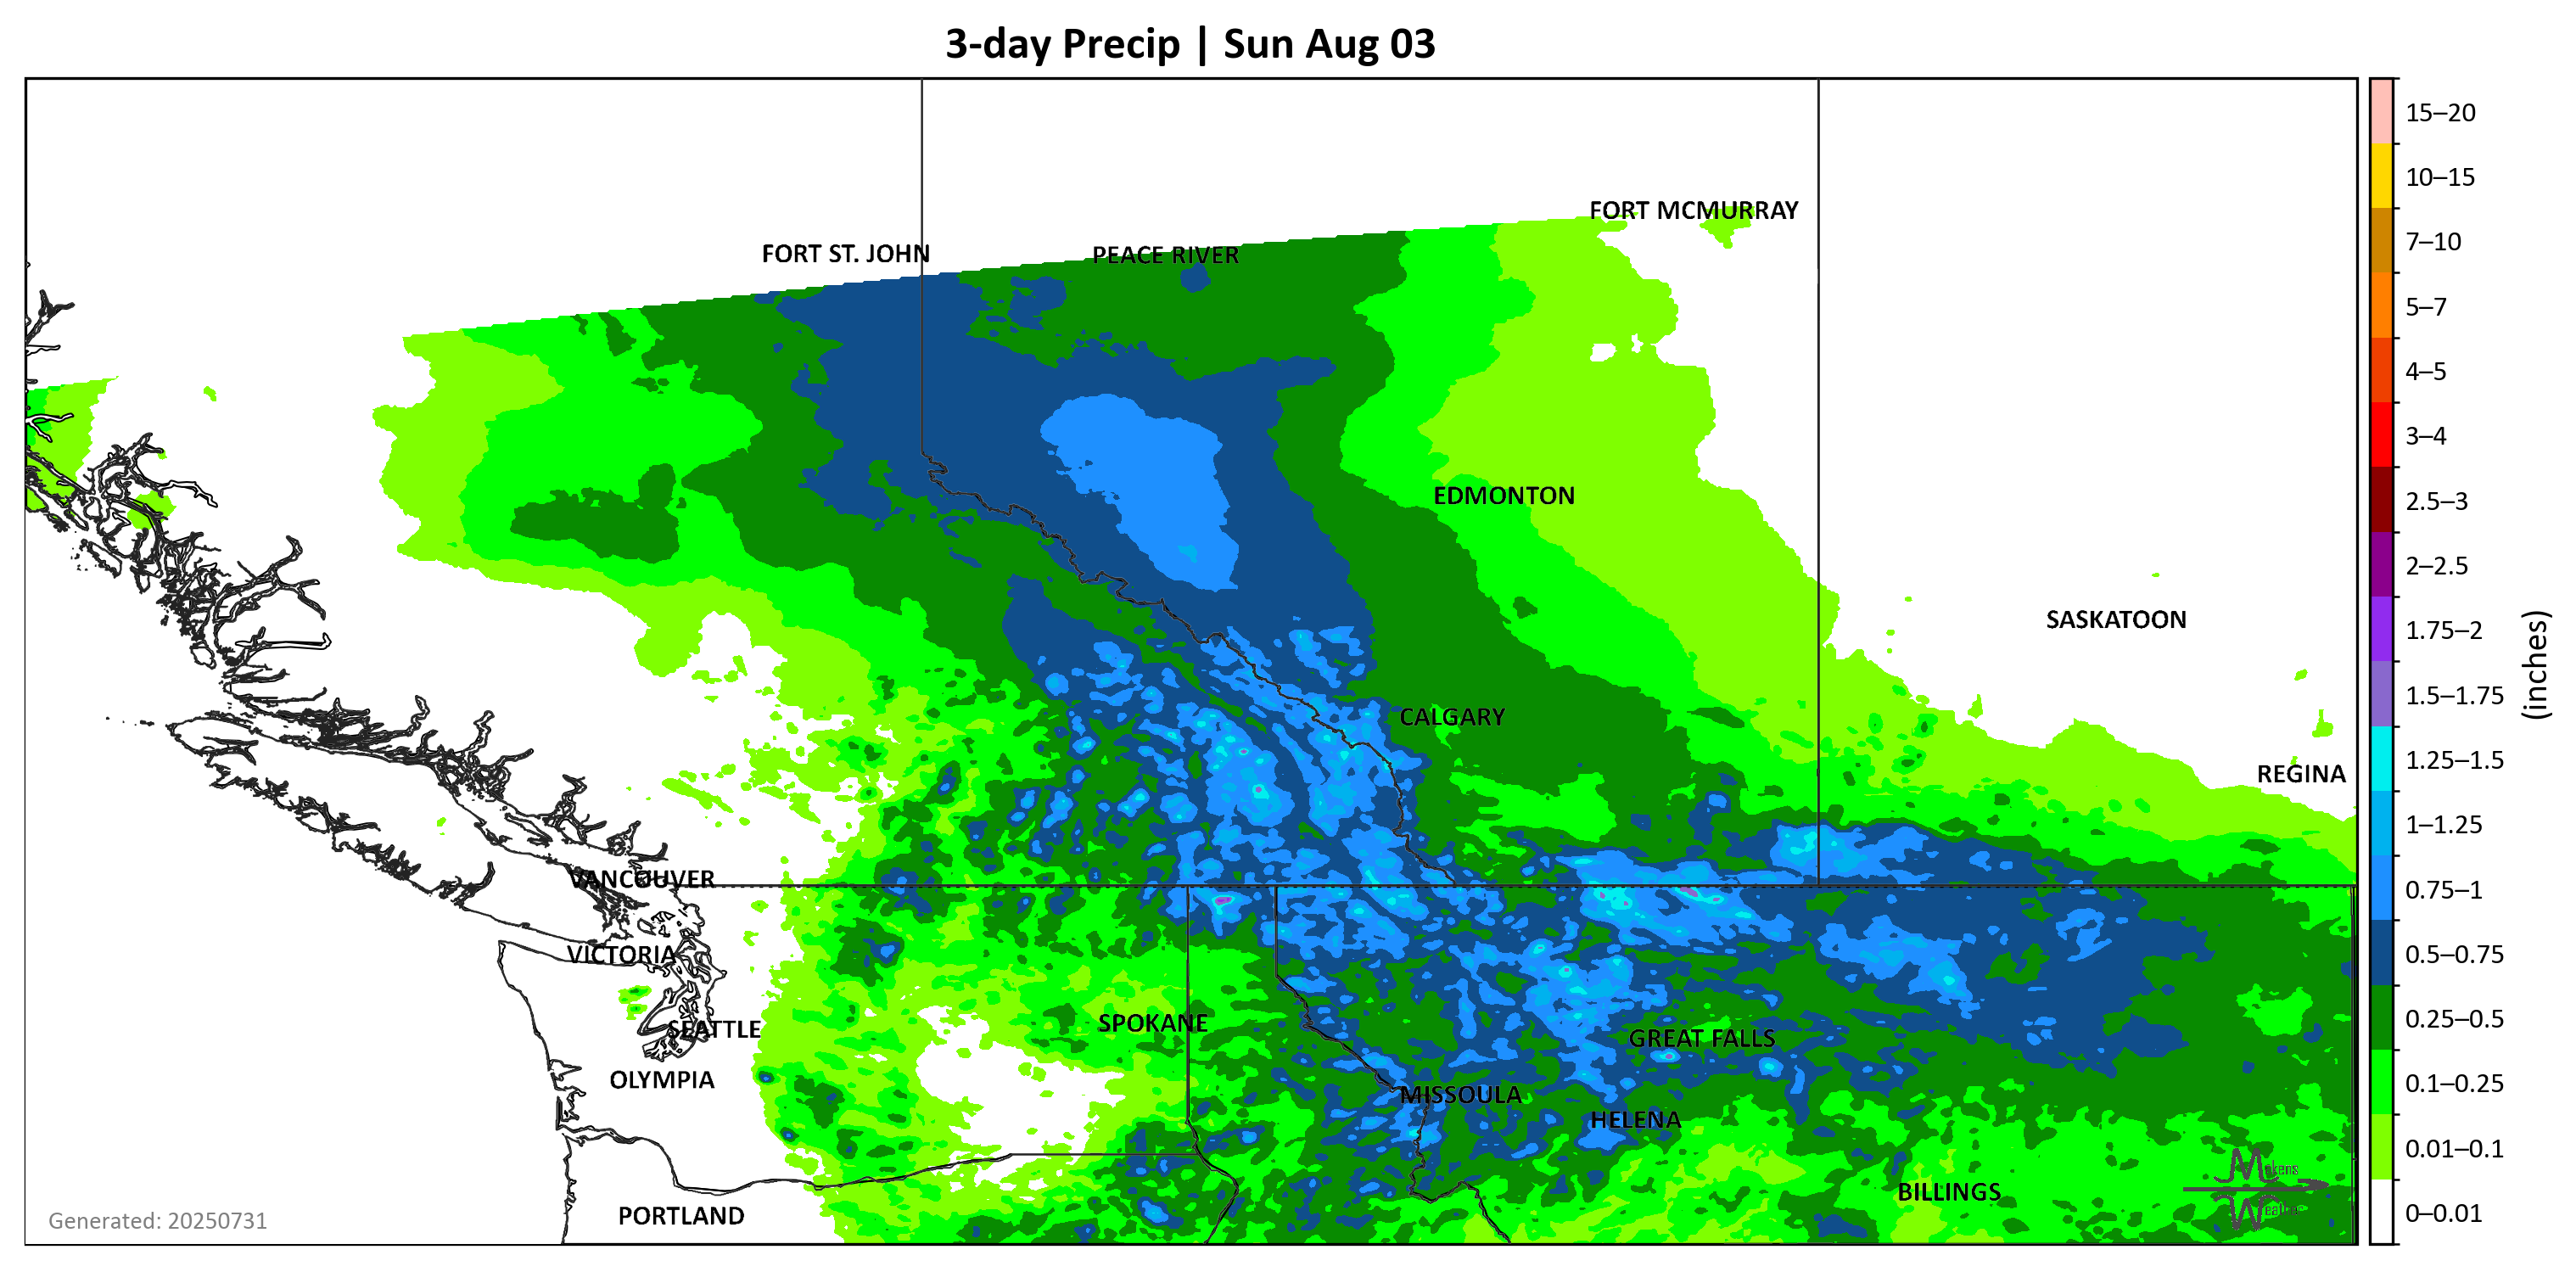 3-day Precip | Sun Aug 03
15–20
10–15
7–10
5–7
4–5
3–4
2.5–3
2–2.5
1.75–2
1.5–1.75
1.25–1.5
1–1.25
0.75–1
0.5–0.75
0.25–0.5
0.1–0.25
0.01–0.1
0–0.01
(inches)
FORT MCMURRAY
FORT ST. JOHN
PEACE RIVER
EDMONTON
SASKATOON
CALGARY
REGINA
VANCOUVER
VICTORIA
SEATTLE
SPOKANE
GREAT FALLS
OLYMPIA
MISSOULA
HELENA
BILLINGS
PORTLAND
Makens
Weather
Generated: 20250731